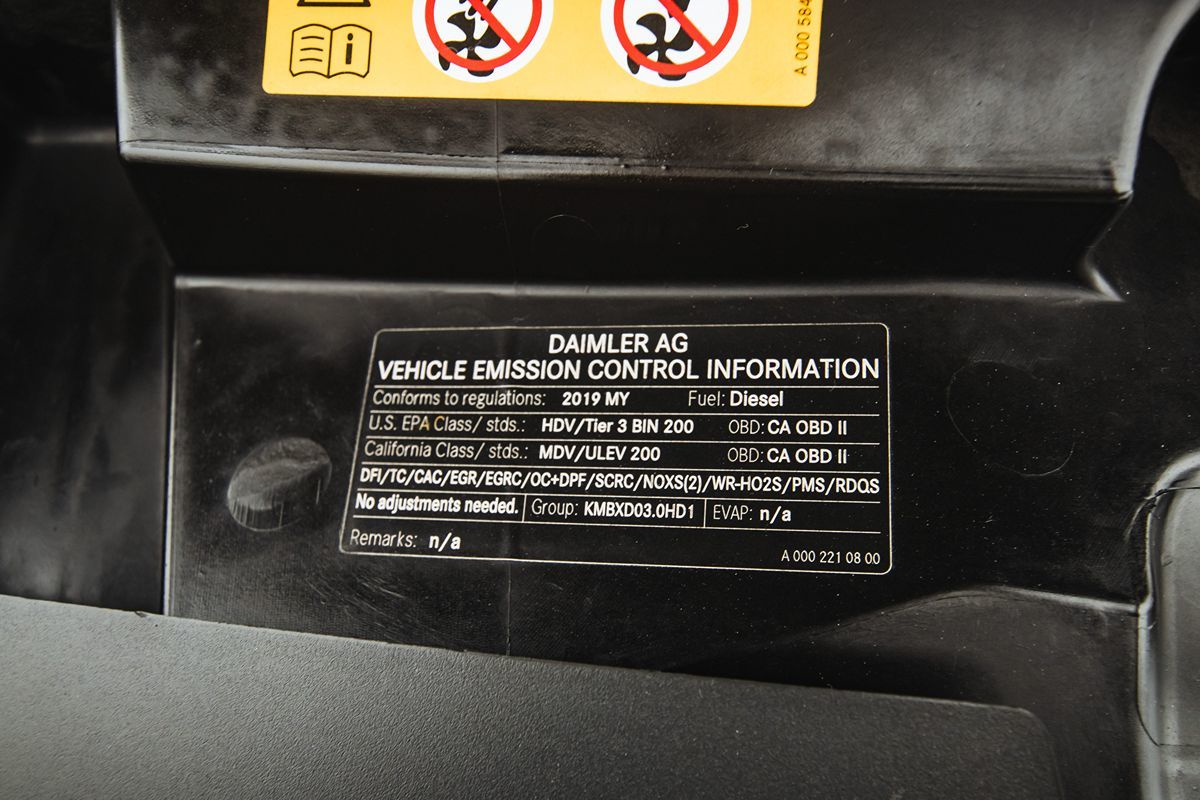 i
A 000 584
DAIMLER AG
VEHICLE EMISSION CONTROL INFORMATION
Conforms to regulations: 2019 MY Fuel: Diesel
U.S. EPA Class/ stds.: HDV/Tier 3 BIN 200 OBD: CA OBD II
California Class/ stds.: MDV/ULEV 200 OBD: CA OBD II
DFI/TC/CAC/EGR/EGRC/OC+DPF/SCRC/NOXS(2)/WR-HO2S/PMS/RDQS
No adjustments needed. Group: KMBXD03.0HD1 EVAP: n/a
Remarks: n/a A 000 221 08 00